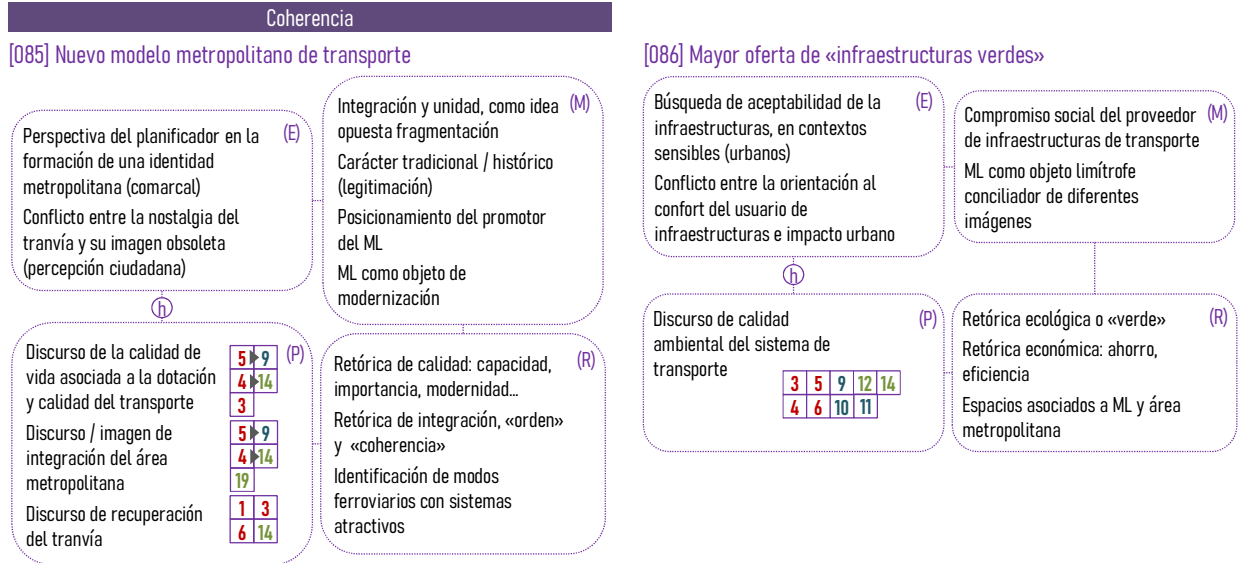 Coherencia
[085] Nuevo modelo metropolitano de transporte
Perspectiva del planificador en la (E)
formación de una identidad
metropolitana (comarcal)
Conflicto entre la nostalgia del
tranvía y su imagen obsoleta
(percepción ciudadana)
Integración y unidad, como idea (M)
opuesta fragmentación
Carácter tradicional / histórico
(legitimación)
Posicionamiento del promotor
del ML
ML como objeto de
modernización
h
Discurso de la calidad de (P)
vida asociada a la dotación
y calidad del transporte
5 9
4 14
3
Discurso / imagen de
integración del área
metropolitana
5 9
4 14
19
Discurso de recuperación
del tranvía
1 3
6 14
Retórica de calidad: capacidad, (R)
importancia, modernidad...
Retórica de integración, «orden»
y «coherencia»
Identificación de modos
ferroviarios con sistemas
atractivos
[086] Mayor oferta de «infraestructuras verdes»
Búsqueda de aceptabilidad de la (E)
infraestructuras, en contextos
sensibles (urbanos)
Conflicto entre la orientación al
confort del usuario de
infraestructuras e impacto urbano
Compromiso social del proveedor (M)
de infraestructuras de transporte
ML como objeto limítrofe
conciliador de diferentes
imágenes
h
Discurso de calidad (P)
ambiental del sistema de
transporte
3 5 9 12 14
4 6 10 11
Retórica ecológica o «verde» (R)
Retórica económica: ahorro,
eficiencia
Espacios asociados a ML y área
metropolitana